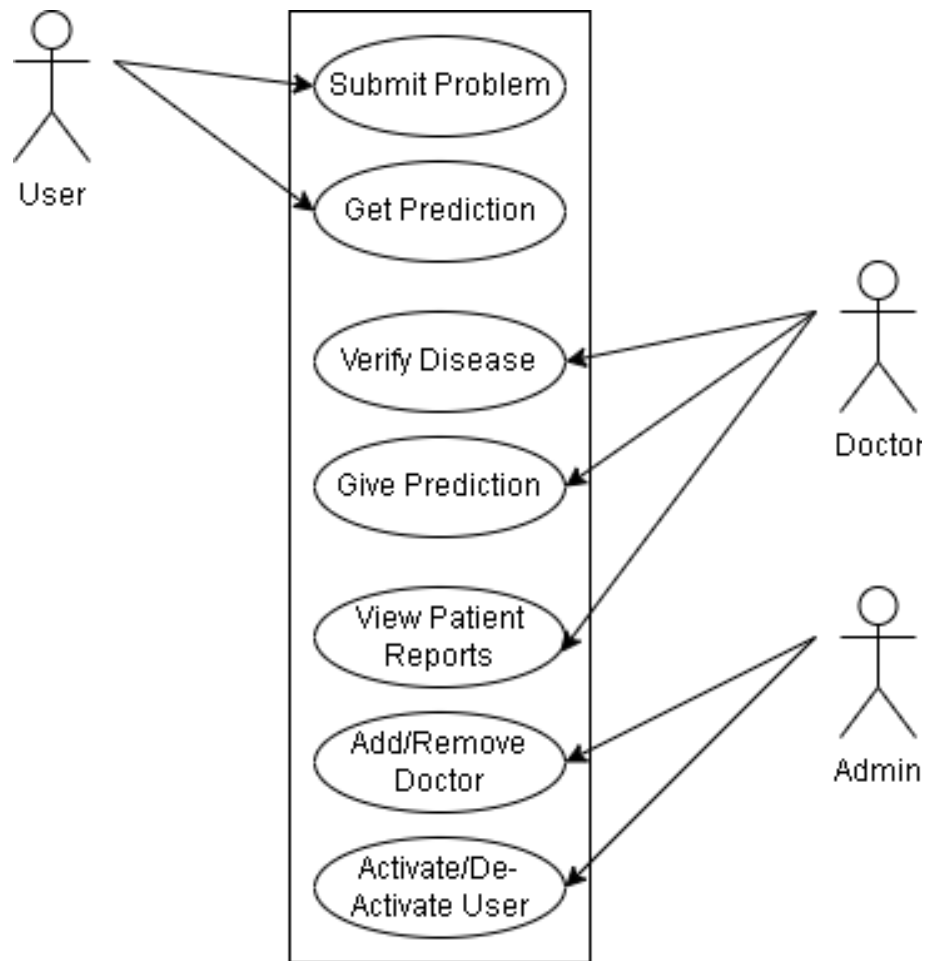 Submit Problem
User
Get Prediction
Verify Disease
Doctor
Give Prediction
View Patient
Reports
Add/Remove
Doctor
Admin
Activate/De-
Activate User